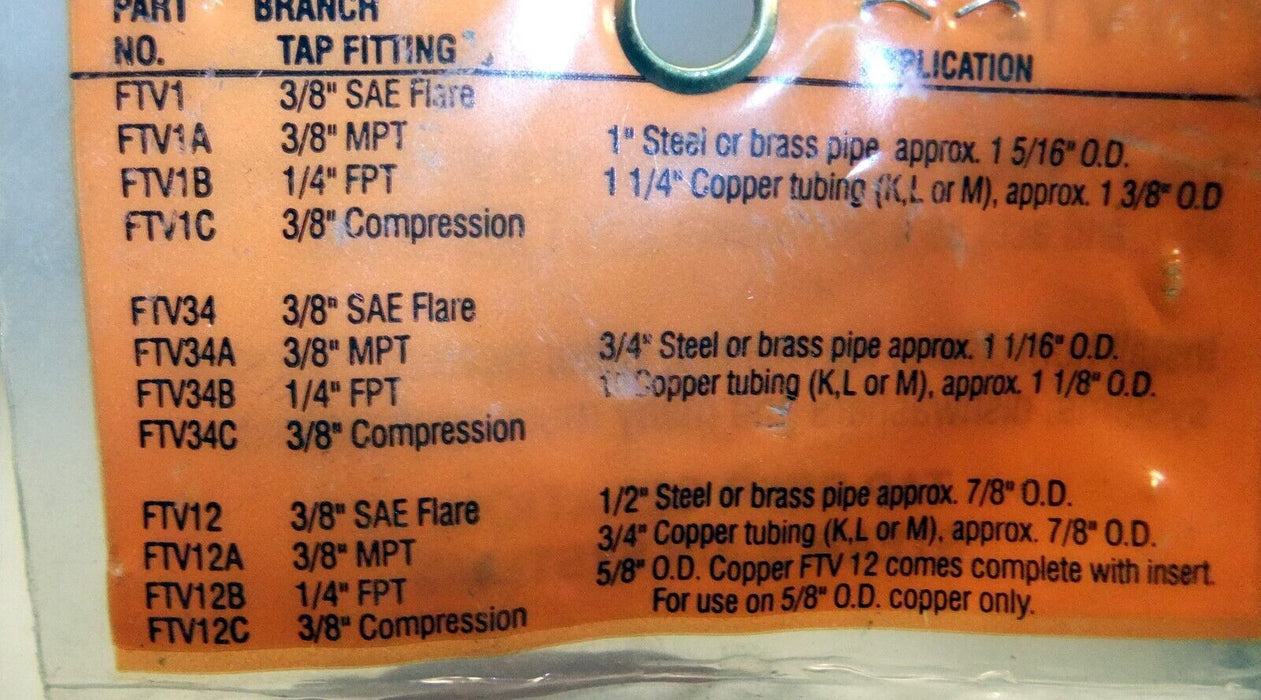 PART BRANCH
NO. TAP FITTING APPLICATION
FTV1 3/8" SAE Flare
FTV1A 3/8" MPT 1" Steel or brass pipe approx. 1 5/16" O.D.
FTV1B 1/4" FPT 1 1/4" Copper tubing (K,L or M), approx. 1 3/8" O.D
FTV1C 3/8" Compression
FTV34 3/8" SAE Flare
FTV34A 3/8" MPT 3/4" Steel or brass pipe approx. 1 1/16" O.D.
FTV34B 1/4" FPT 1" Copper tubing (K,L or M), approx. 1 1/8" O.D.
FTV34C 3/8" Compression
FTV12 3/8" SAE Flare 1/2" Steel or brass pipe approx. 7/8" O.D.
FTV12A 3/8" MPT 3/4" Copper tubing (K,L or M), approx. 7/8" O.D.
FTV12B 1/4" FPT 5/8" O.D. Copper FTV 12 comes complete with insert.
FTV12C 3/8" Compression For use on 5/8" O.D. copper only.